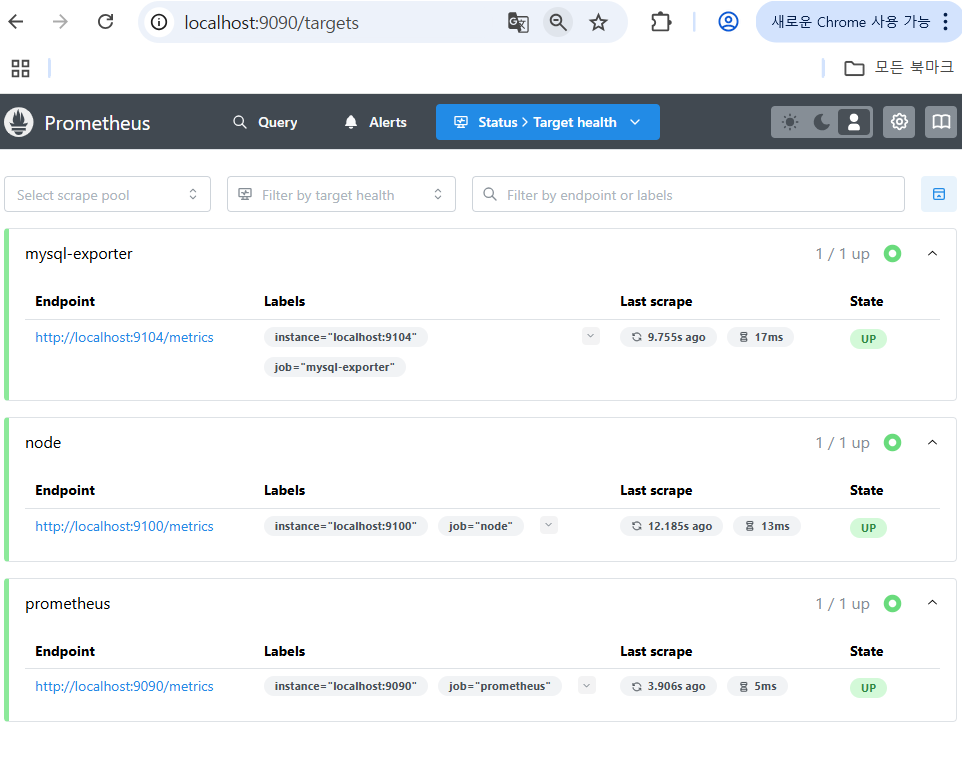 localhost:9090/targets
새로운 Chrome 사용 가능
모든 북마크
Prometheus Query Alerts Status > Target health
Select scrape pool Filter by target health Filter by endpoint or labels
mysql-exporter 1 / 1 up
Endpoint Labels Last scrape State
http://localhost:9104/metrics instance="localhost:9104" 9.755s ago 17ms UP
job="mysql-exporter"
node 1 / 1 up
Endpoint Labels Last scrape State
http://localhost:9100/metrics instance="localhost:9100" job="node" 12.185s ago 13ms UP
prometheus 1 / 1 up
Endpoint Labels Last scrape State
http://localhost:9090/metrics instance="localhost:9090" job="prometheus" 3.906s ago 5ms UP